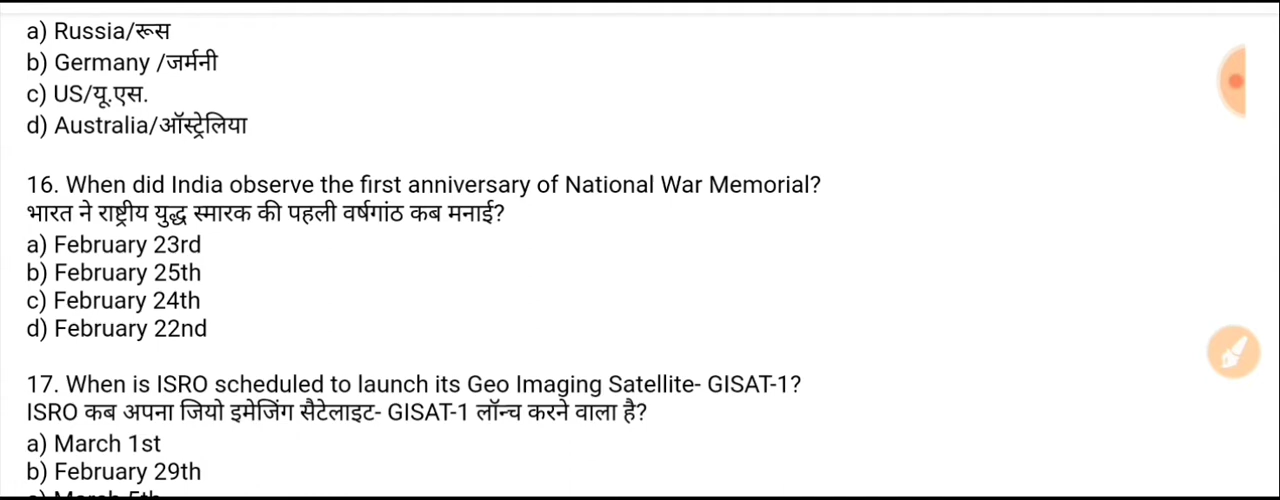 a) Russia/रूस
b) Germany /जर्मनी
c) US/यू.एस.
d) Australia/ऑस्ट्रेलिया
16. When did India observe the first anniversary of National War Memorial?
भारत ने राष्ट्रीय युद्ध स्मारक की पहली वर्षगांठ कब मनाई?
a) February 23rd
b) February 25th
c) February 24th
d) February 22nd
17. When is ISRO scheduled to launch its Geo Imaging Satellite- GISAT-1?
ISRO कब अपना जियो इमेजिंग सैटेलाइट- GISAT-1 लॉन्च करने वाला है?
a) March 1st
b) February 29th
c) March 5th